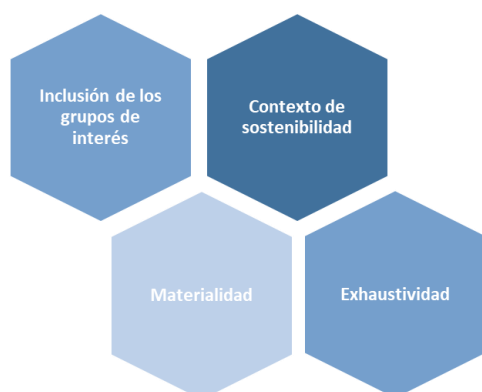 Inclusión de los
grupos de
interés
Contexto de
sostenibilidad
Materialidad
Exhaustividad